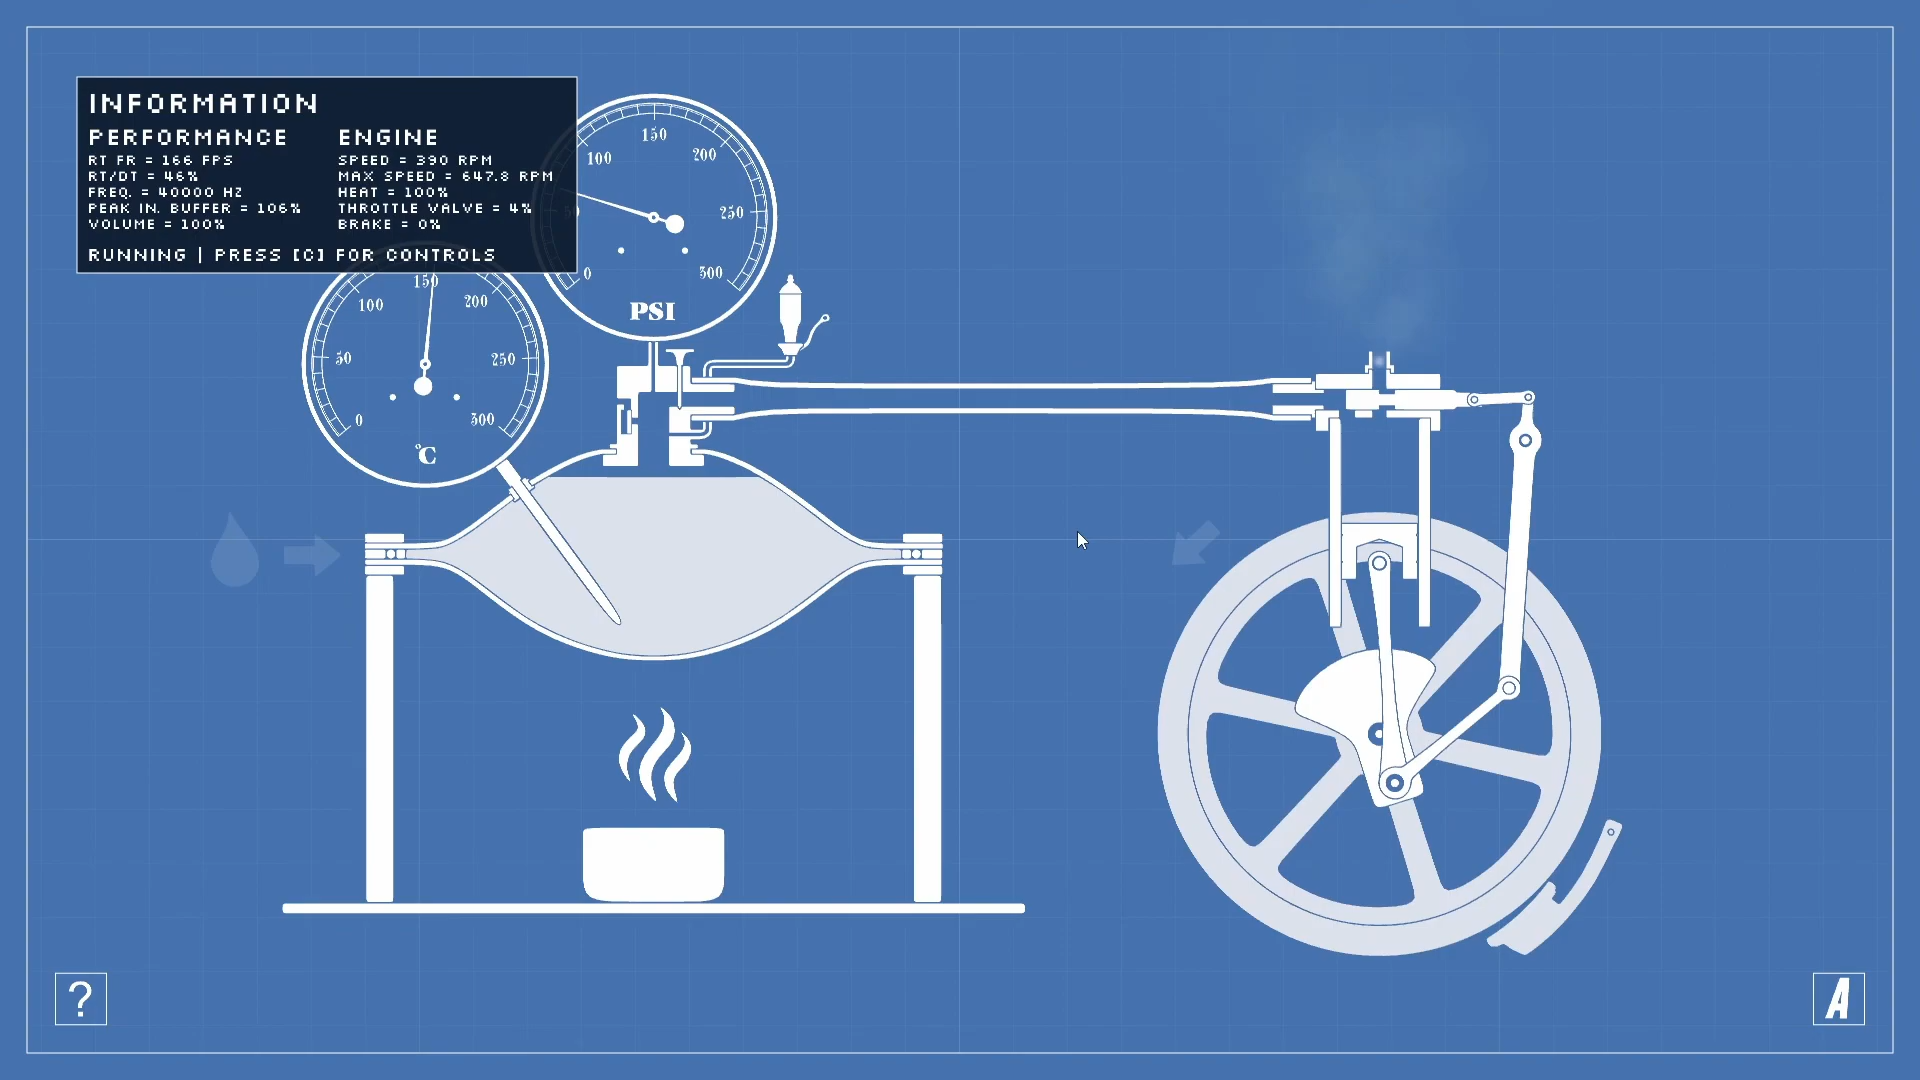 INFORMATION
PERFORMANCE
RT FR = 166 FPS
RT/DT = 46%
FREQ. = 40000 HZ
PEAK IN. BUFFER = 106%
VOLUME = 100%
ENGINE
SPEED = 390 RPM
MAX SPEED = 647.8 RPM
HEAT = 100%
THROTTLE VALVE = 4%
BRAKE = 0%
RUNNING | PRESS [C] FOR CONTROLS
0
50
100
150
200
250
300
PSI
0
50
100
150
200
250
300
°C
?
A